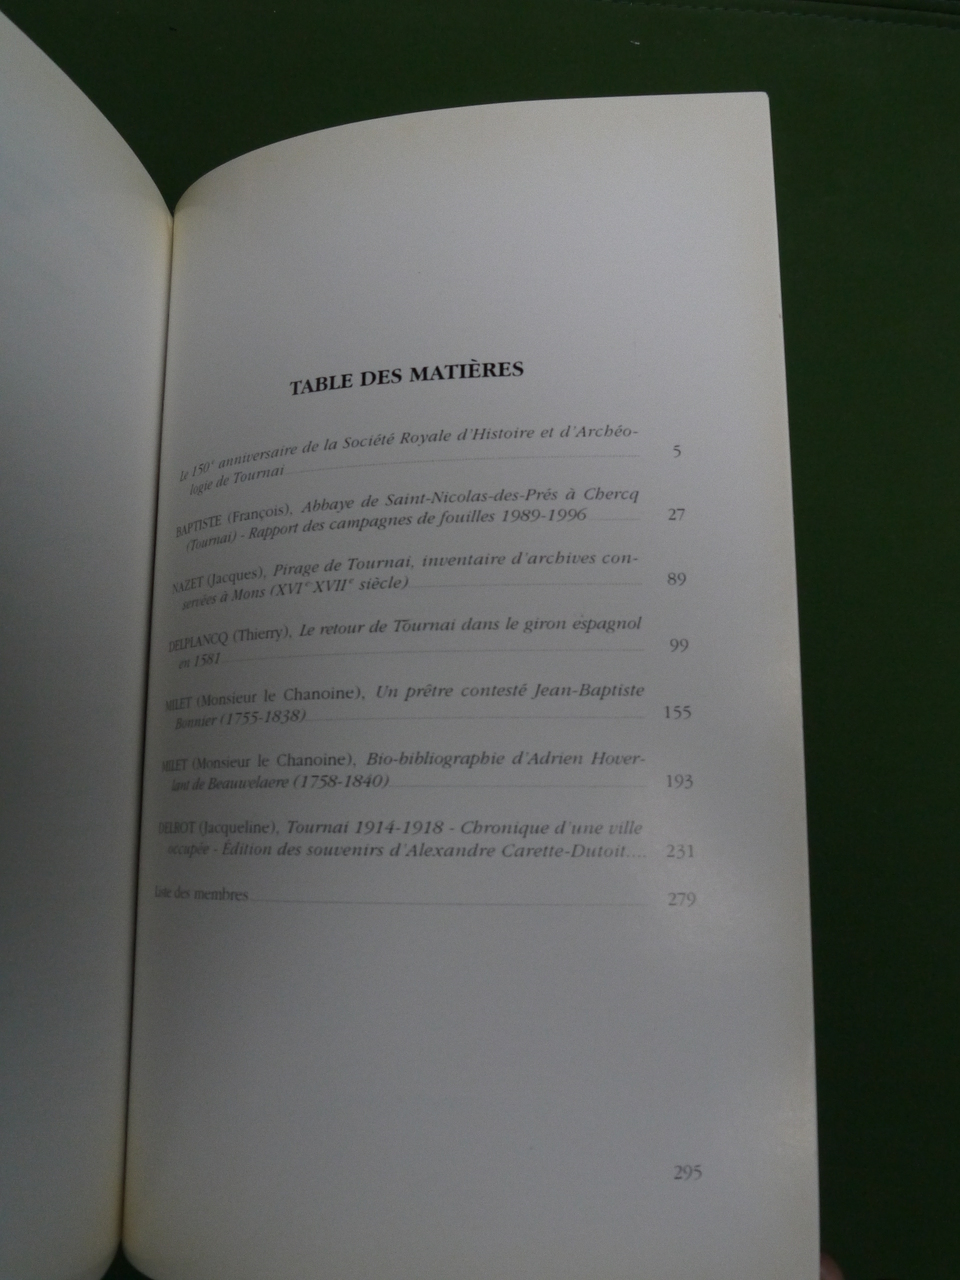 TABLE DES MATIÈRES
Le 150e anniversaire de la Société Royale d'Histoire et d'Archéo-
logie de Tournai 5
BAPTISTE (François), Abbaye de Saint-Nicolas-des-Prés à Chercq
(Tournai) - Rapport des campagnes de fouilles 1989-1996 27
NAZET (Jacques), Pirage de Tournai, inventaire d'archives con-
servées à Mons (XVIe XVIIe siècle) 89
DELPLANCQ (Thierry), Le retour de Tournai dans le giron espagnol
en 1581 99
MILET (Monsieur le Chanoine), Un prêtre contesté Jean-Baptiste
Bonnier (1755-1838) 155
MILET (Monsieur le Chanoine), Bio-bibliographie d'Adrien Hover-
lant de Beauwelaere (1758-1840) 193
DELROT (Jacqueline), Tournai 1914-1918 - Chronique d'une ville
occupée - Édition des souvenirs d'Alexandre Carette-Dutoit.... 231
Liste des membres 279
295